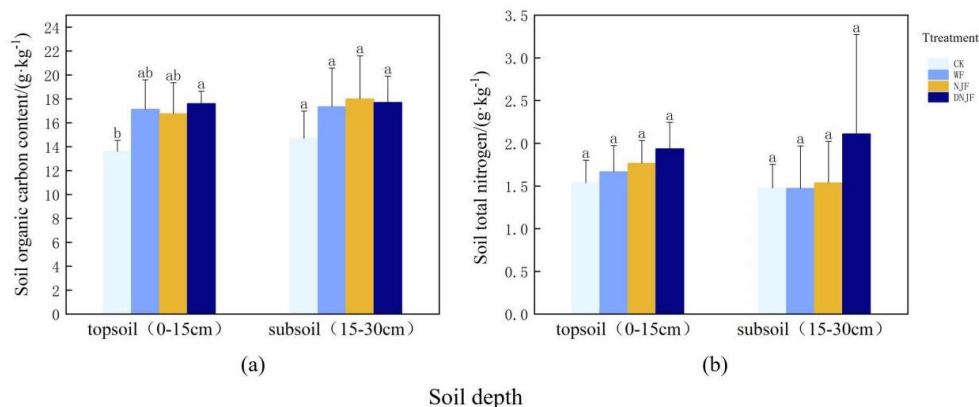 Soil organic carbon content/(g·kg⁻¹)
24
22
20
18
16
14
12
10
8
6
4
2
0
b
ab
ab
a
a
a
a
a
topsoil（0-15cm）
subsoil（15-30cm）
(a)
Soil total nitrogen/(g·kg⁻¹)
3.5
3.0
2.5
2.0
1.5
1.0
0.5
0.0
a
a
a
a
a
a
a
a
topsoil（0-15cm）
subsoil（15-30cm）
(b)
Ttreatment
CK
WF
NJF
DNJF
Soil depth